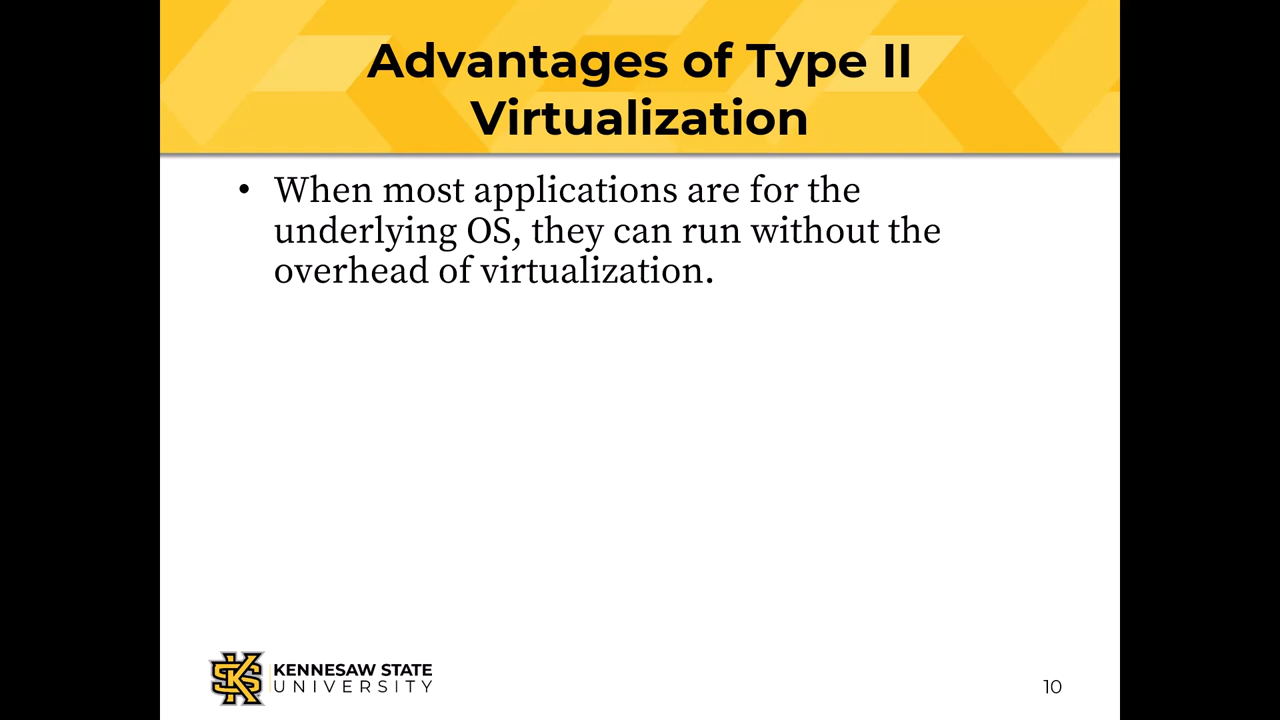 Advantages of Type II
Virtualization
• When most applications are for the
underlying OS, they can run without the
overhead of virtualization.
KENNESAW STATE
UNIVERSITY
10